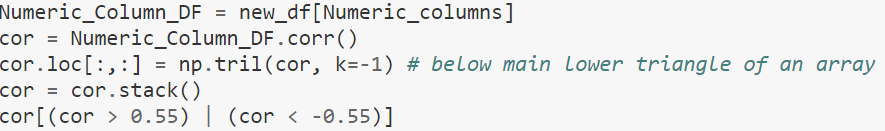 Numeric_Column_DF = new_df[Numeric_columns]
cor = Numeric_Column_DF.corr()
cor.loc[:,:] = np.tril(cor, k=-1) # below main lower triangle of an array
cor = cor.stack()
cor[(cor > 0.55) | (cor < -0.55)]